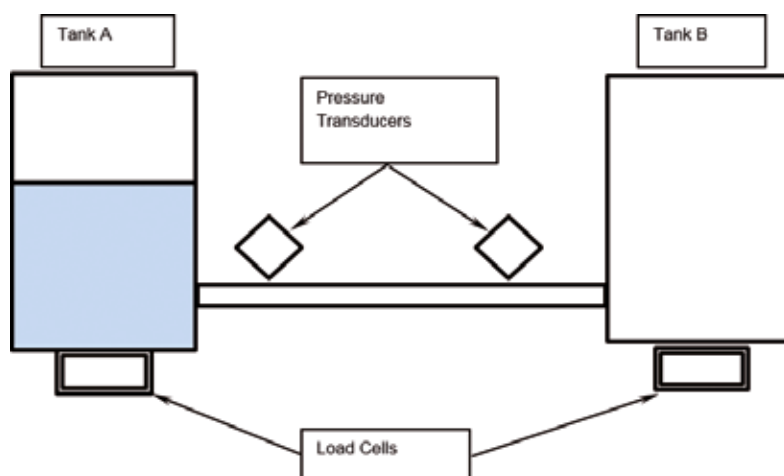 Tank A
Tank B
Pressure
Transducers
Load Cells